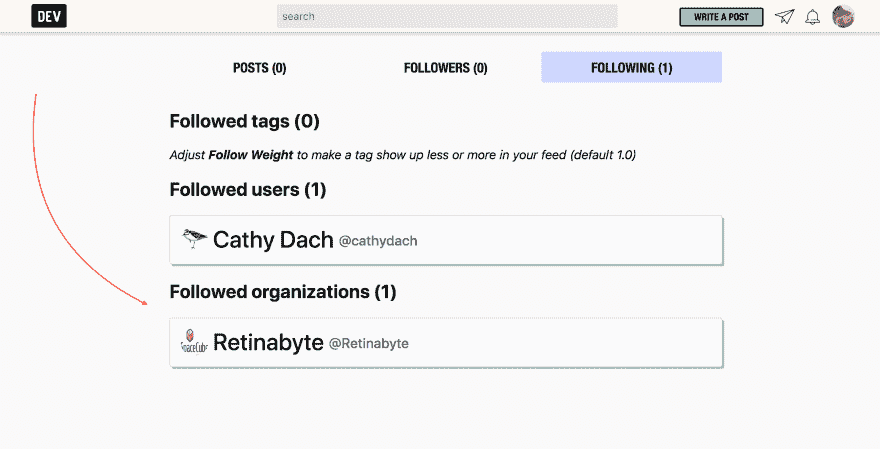 DEV
search
WRITE A POST
POSTS (0)
FOLLOWERS (0)
FOLLOWING (1)
Followed tags (0)
Adjust Follow Weight to make a tag show up less or more in your feed (default 1.0)
Followed users (1)
Cathy Dach @cathydach
Followed organizations (1)
Retinabyte @Retinabyte